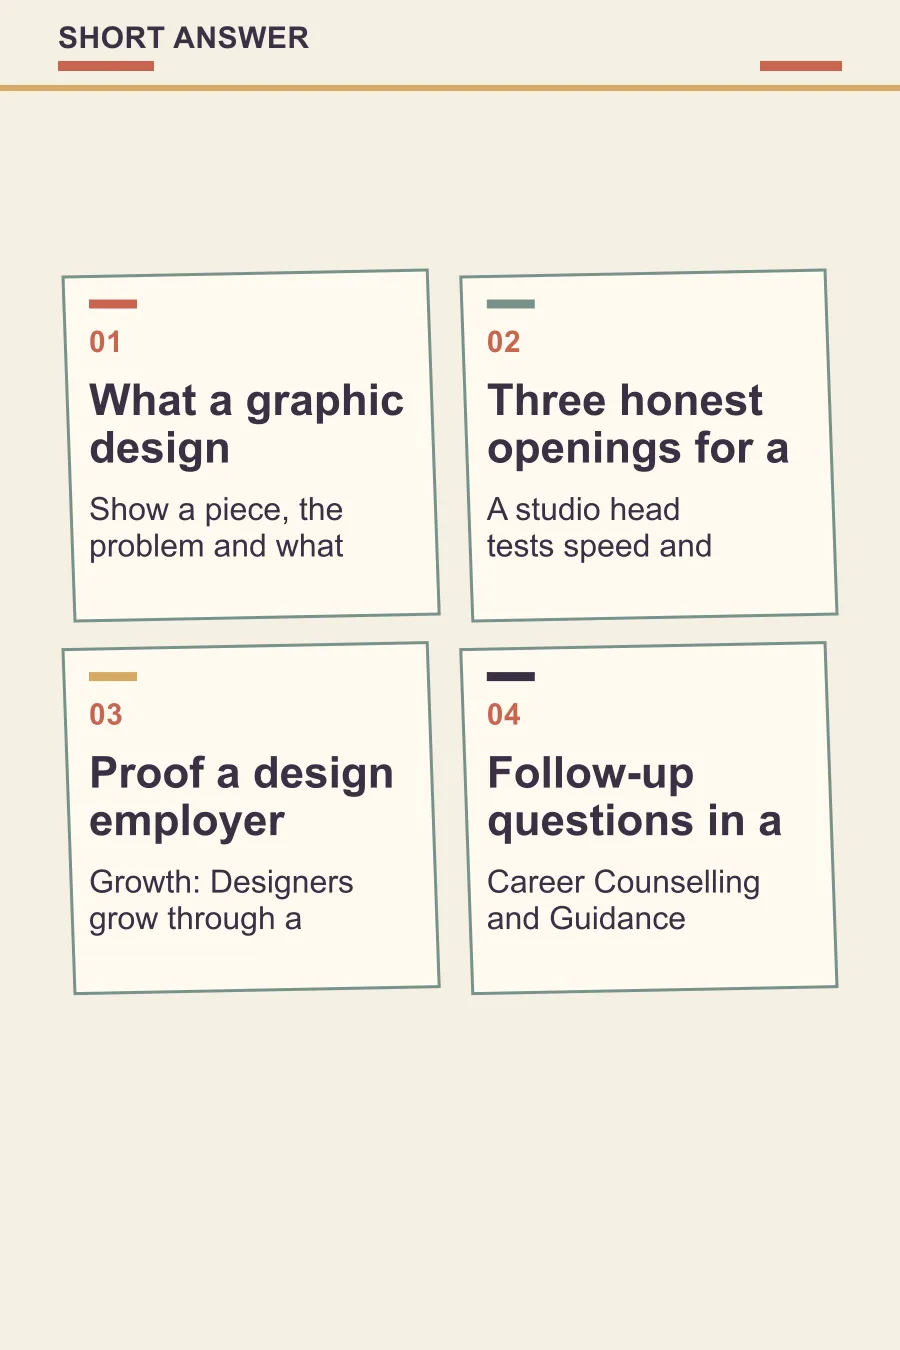 SHORT ANSWER
01
What a graphic
design
Show a piece, the
problem and what
02
Three honest
openings for a
A studio head
tests speed and
03
Proof a design
employer
Growth: Designers
grow through a
04
Follow-up
questions in a
Career Counselling
and Guidance